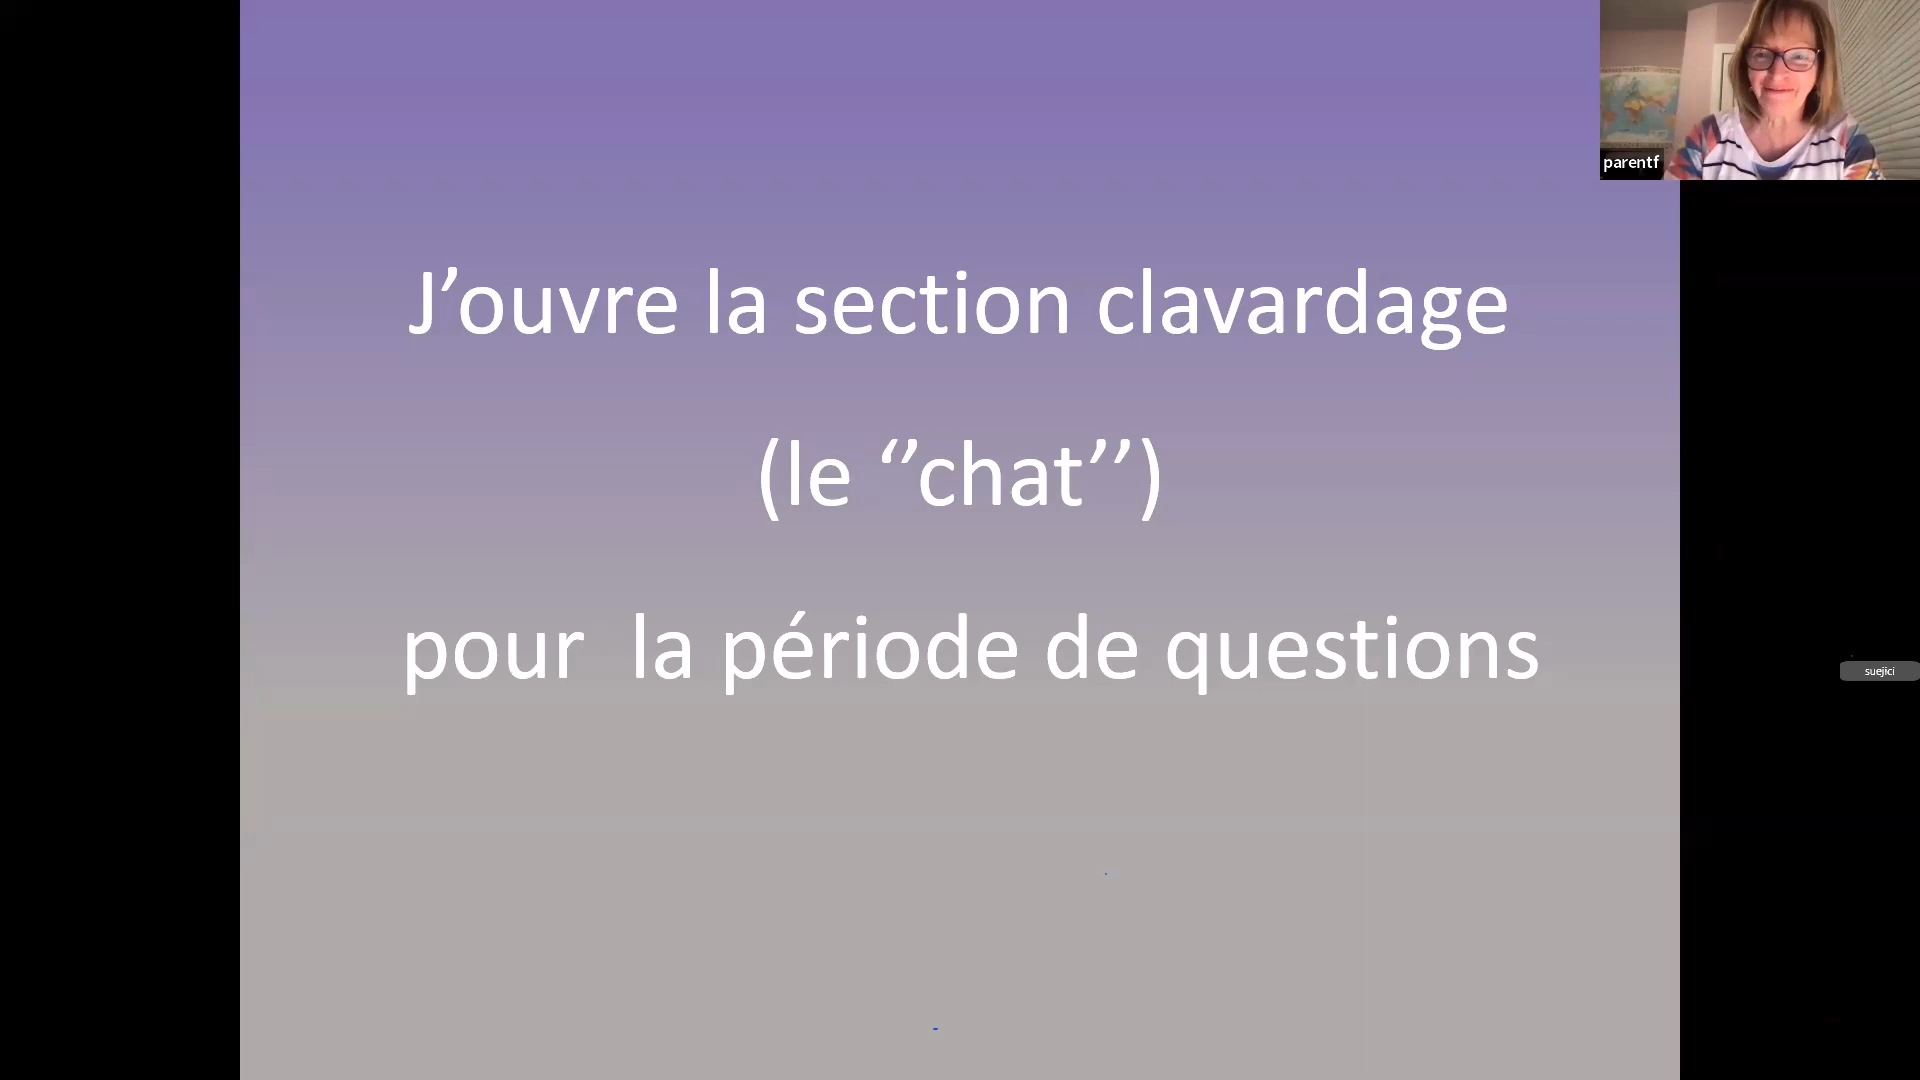 parentf
J’ouvre la section clavardage
(le ‘’chat’’)
pour  la période de questions
suejici